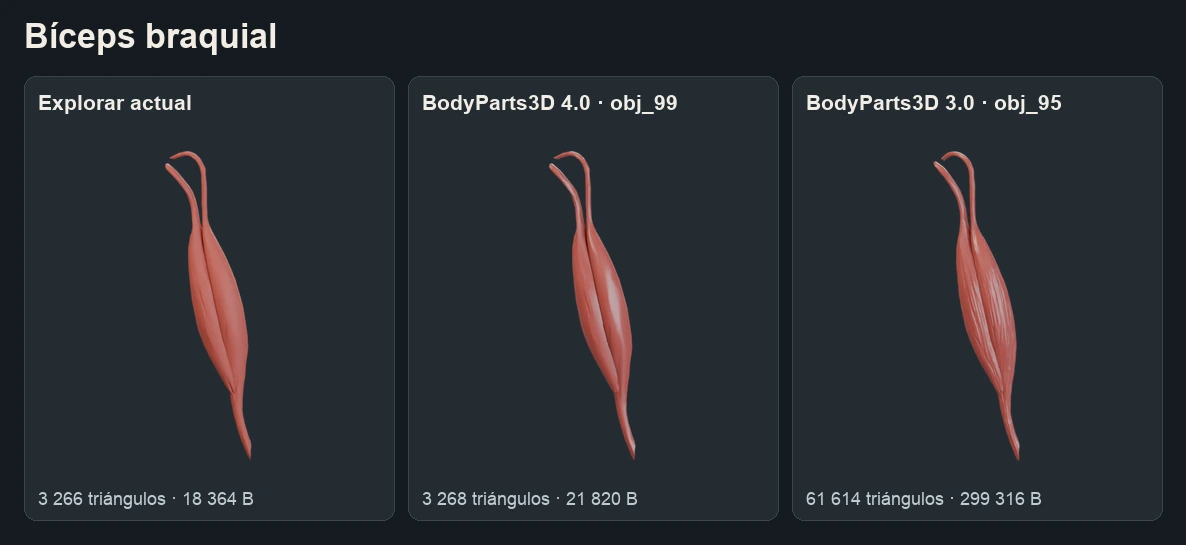 Bíceps braquial
Explorar actual
BodyParts3D 4.0 · obj_99
BodyParts3D 3.0 · obj_95
3 266 triángulos · 18 364 B
3 268 triángulos · 21 820 B
61 614 triángulos · 299 316 B